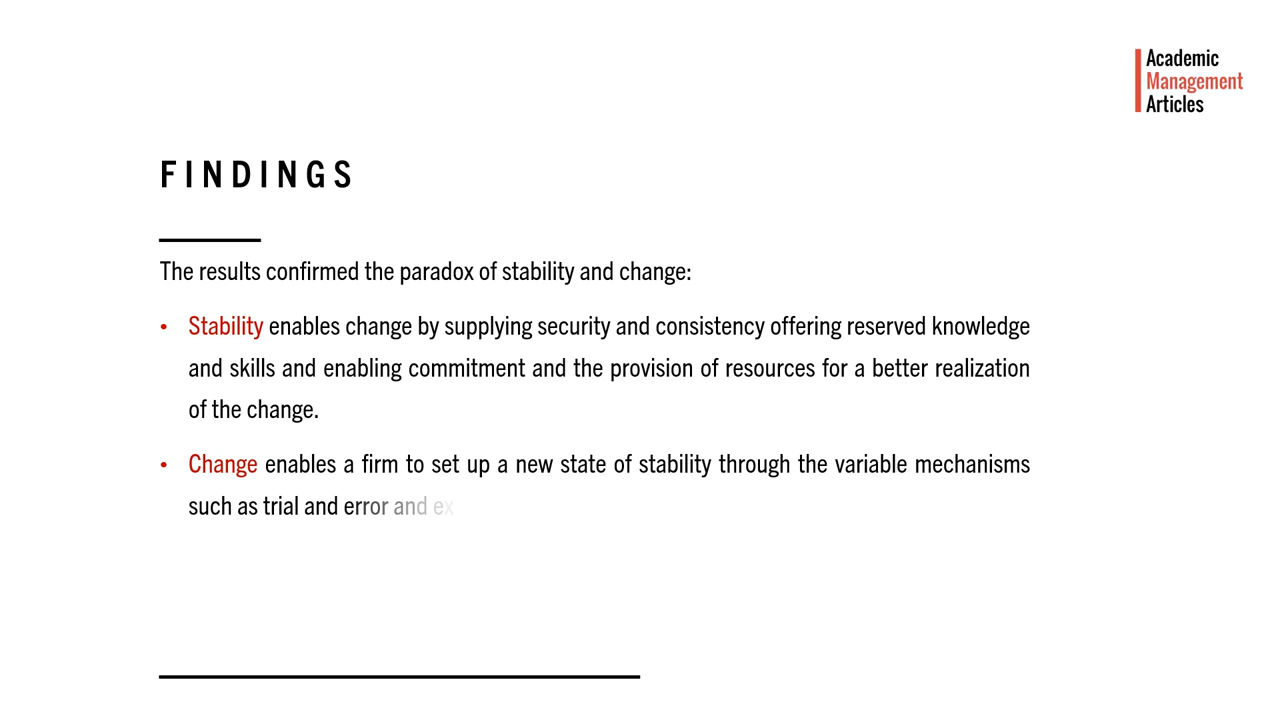 Academic
Management
Articles
FINDINGS
The results confirmed the paradox of stability and change:
• Stability enables change by supplying security and consistency offering reserved knowledge
and skills and enabling commitment and the provision of resources for a better realization
of the change.
• Change enables a firm to set up a new state of stability through the variable mechanisms
such as trial and error and